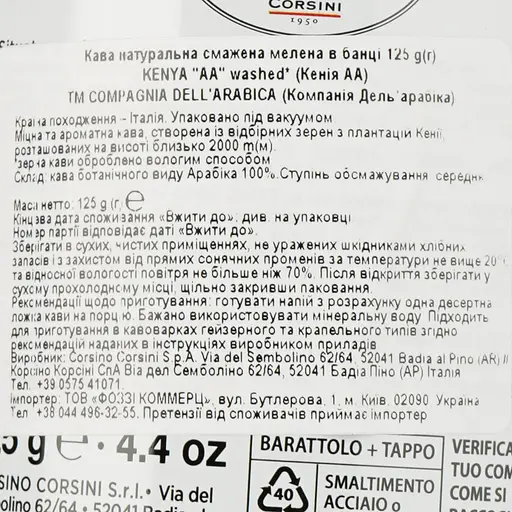 CORSINI
1950
Кава натуральна смажена мелена в банці 125 g(г)
KENYA "AA" washed* (Кенія АА)
ТМ COMPAGNIA DELL'ARABICA (Компанія Дель'арабіка)
Країна походження – Італія. Упаковано під вакуумом
Міцна та ароматна кава, створена із відбірних зерен з плантацій Кенії,
розташованих на висоті близько 2000 m(м).
*зерна кави оброблено вологим способом
Склад: кава ботанічного виду Арабіка 100%. Ступінь обсмажування середнє
Маса нетто: 125 g (г) ℮
Кінцева дата споживання «Вжити до»: див. на упаковці
Номер партії відповідає даті «Вжити до».
Зберігати в сухих, чистих приміщеннях, не уражених шкідниками хлібних
запасів і з захистом від прямих сонячних променів за температури не вище 20°
та відносної вологості повітря не більше ніж 70%. Після відкриття зберігати у
сухому прохолодному місці, щільно закривши паковання.
Рекомендації щодо приготування: готувати напій з розрахунку одна десертна
ложка кави на порцію. Бажано використовувати мінеральну воду. Підходить
для приготування в кавоварках гейзерного та крапельного типів згідно
рекомендацій наданих в інструкціях виробником приладів
Виробник: Corsino Corsini S.p.A. Via del Sembolino 62/64, 52041 Badia al Pino (AR) //
Корсіно Корсіні СпА Віа дел Семболіно 62/64, 52041 Бадіа Піно (АР) Італія
Тел. +39 0575 41071.
Імпортер: ТОВ «ФОЗЗІ КОММЕРЦ», вул. Бутлерова, 1, м. Київ, 02090 Україна
Тел +38 044 496-32-55. Претензії від споживачів приймає імпортер
5 g ℮ · 4.4 oz
BARATTOLO + TAPPO
VERIFICA
TUO COM
COME SI
40
SMALTIMENTO
ACCIAIO o
SINO CORSINI S.r.l. • Via del
olino 62/64 • 52041